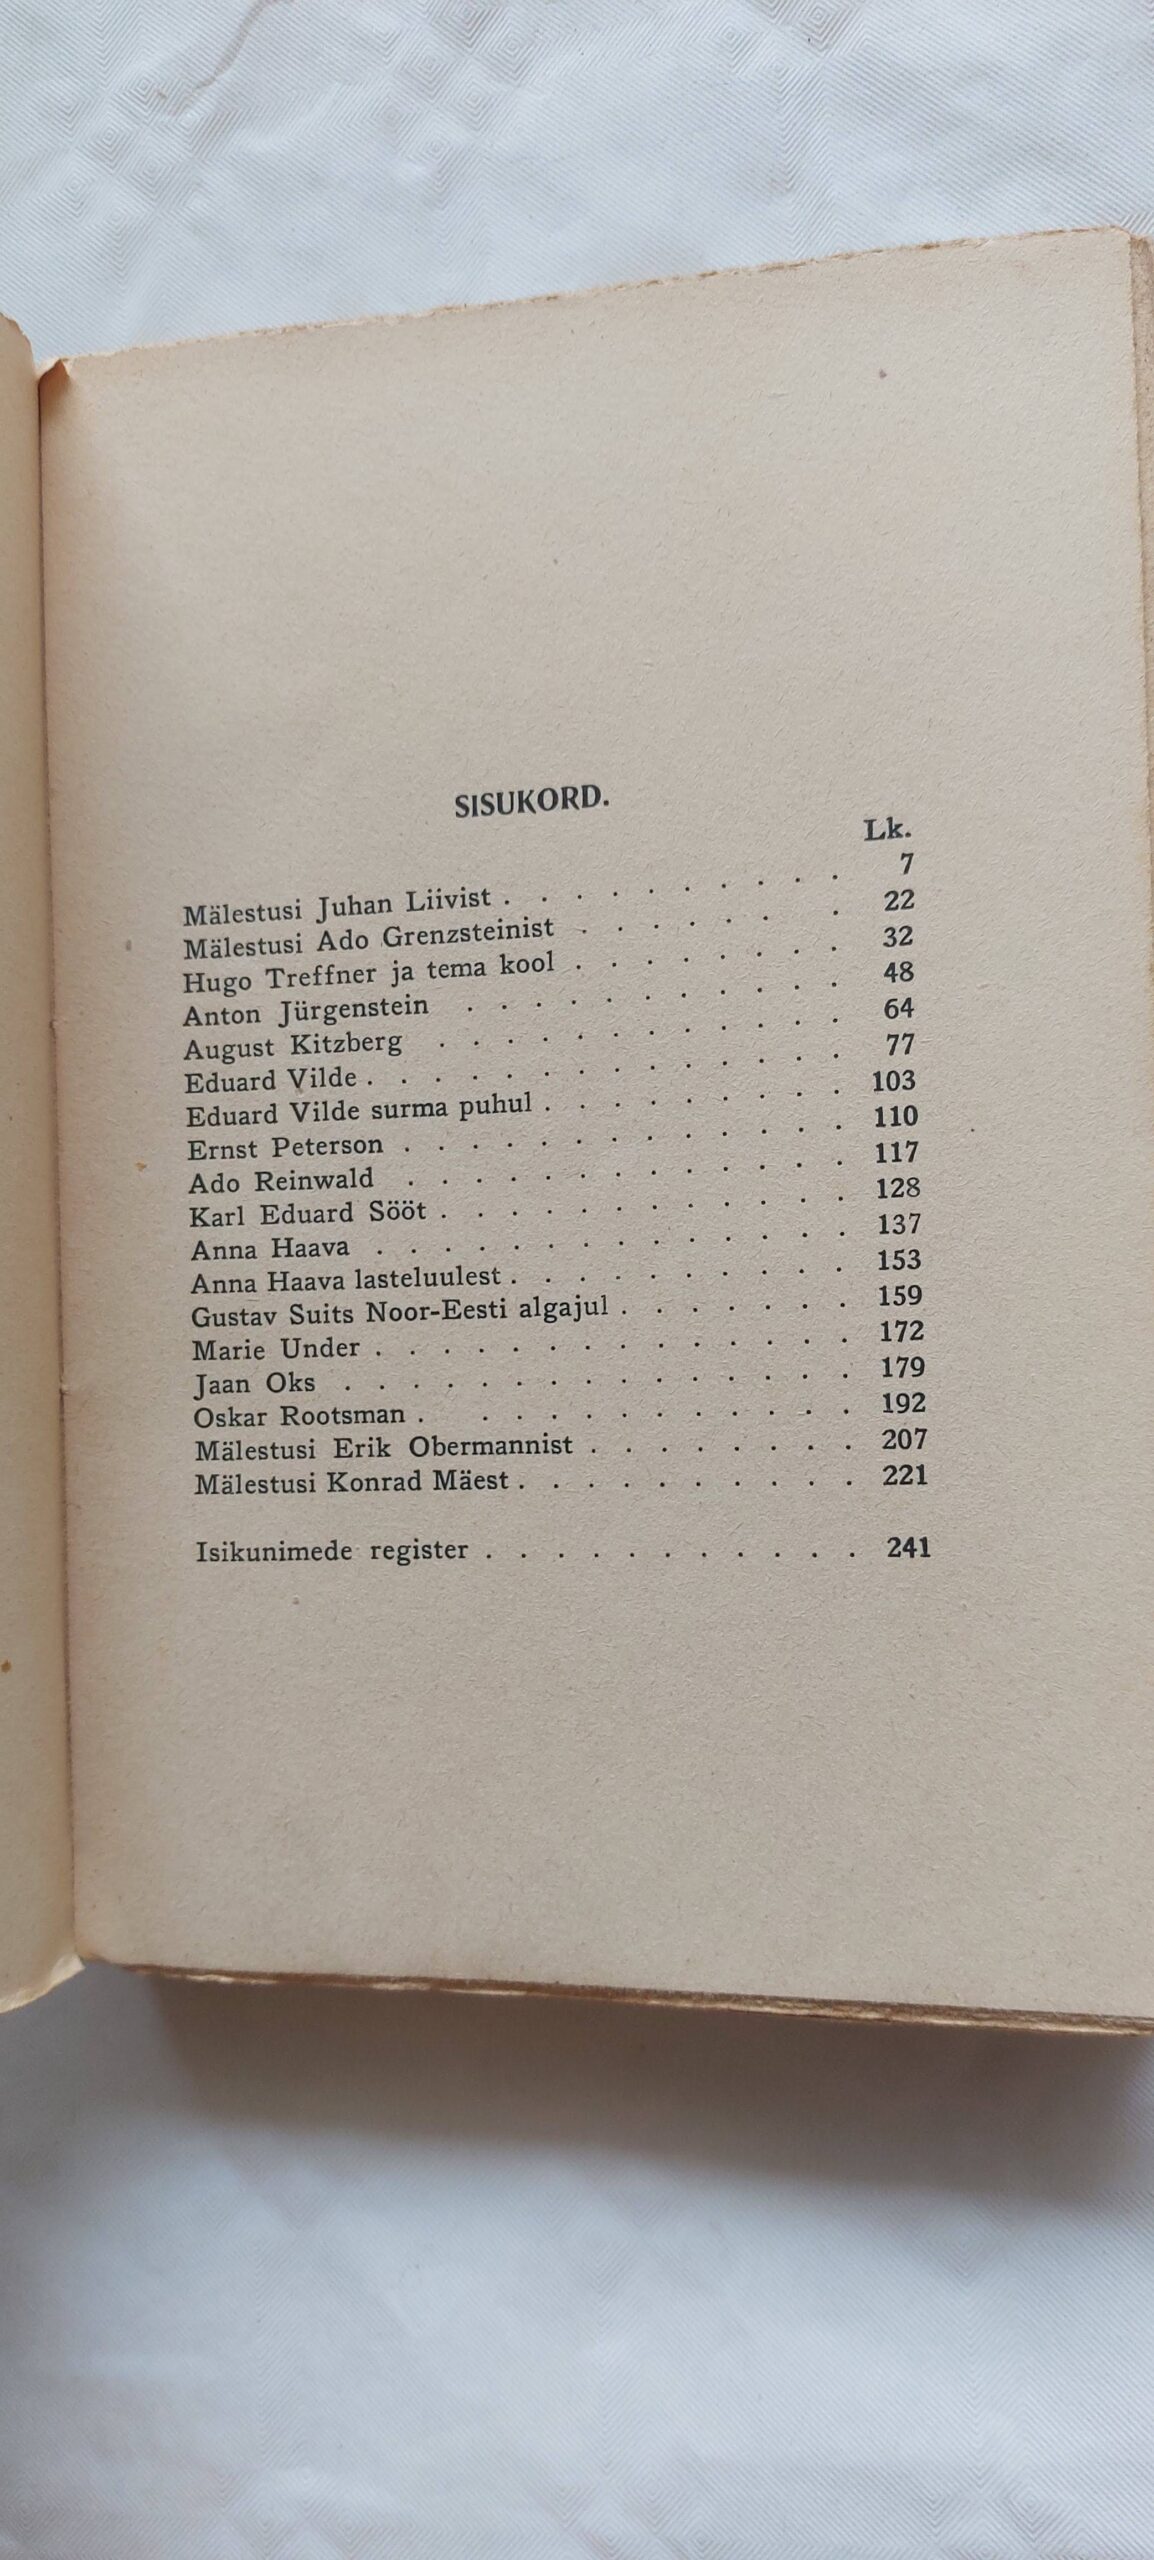 SISUKORD.
Lk.
Mälestusi Juhan Liivist . . . . . . . . . . 7
Mälestusi Ado Grenzsteinist . . . . . . . 22
Hugo Treffner ja tema kool . . . . . . . . 32
Anton Jürgenstein . . . . . . . . . . . 48
August Kitzberg . . . . . . . . . . . . 64
Eduard Vilde . . . . . . . . . . . . . . 77
Eduard Vilde surma puhul . . . . . . . . . 103
Ernst Peterson . . . . . . . . . . . . . 110
Ado Reinwald . . . . . . . . . . . . . 117
Karl Eduard Sööt . . . . . . . . . . . . 128
Anna Haava . . . . . . . . . . . . . . 137
Anna Haava lasteluulest . . . . . . . . . . 153
Gustav Suits Noor-Eesti algajul . . . . . . . 159
Marie Under . . . . . . . . . . . . . . 172
Jaan Oks . . . . . . . . . . . . . . . 179
Oskar Rootsman . . . . . . . . . . . . 192
Mälestusi Erik Obermannist . . . . . . . . 207
Mälestusi Konrad Mäest . . . . . . . . . . 221
Isikunimede register . . . . . . . . . . . 241